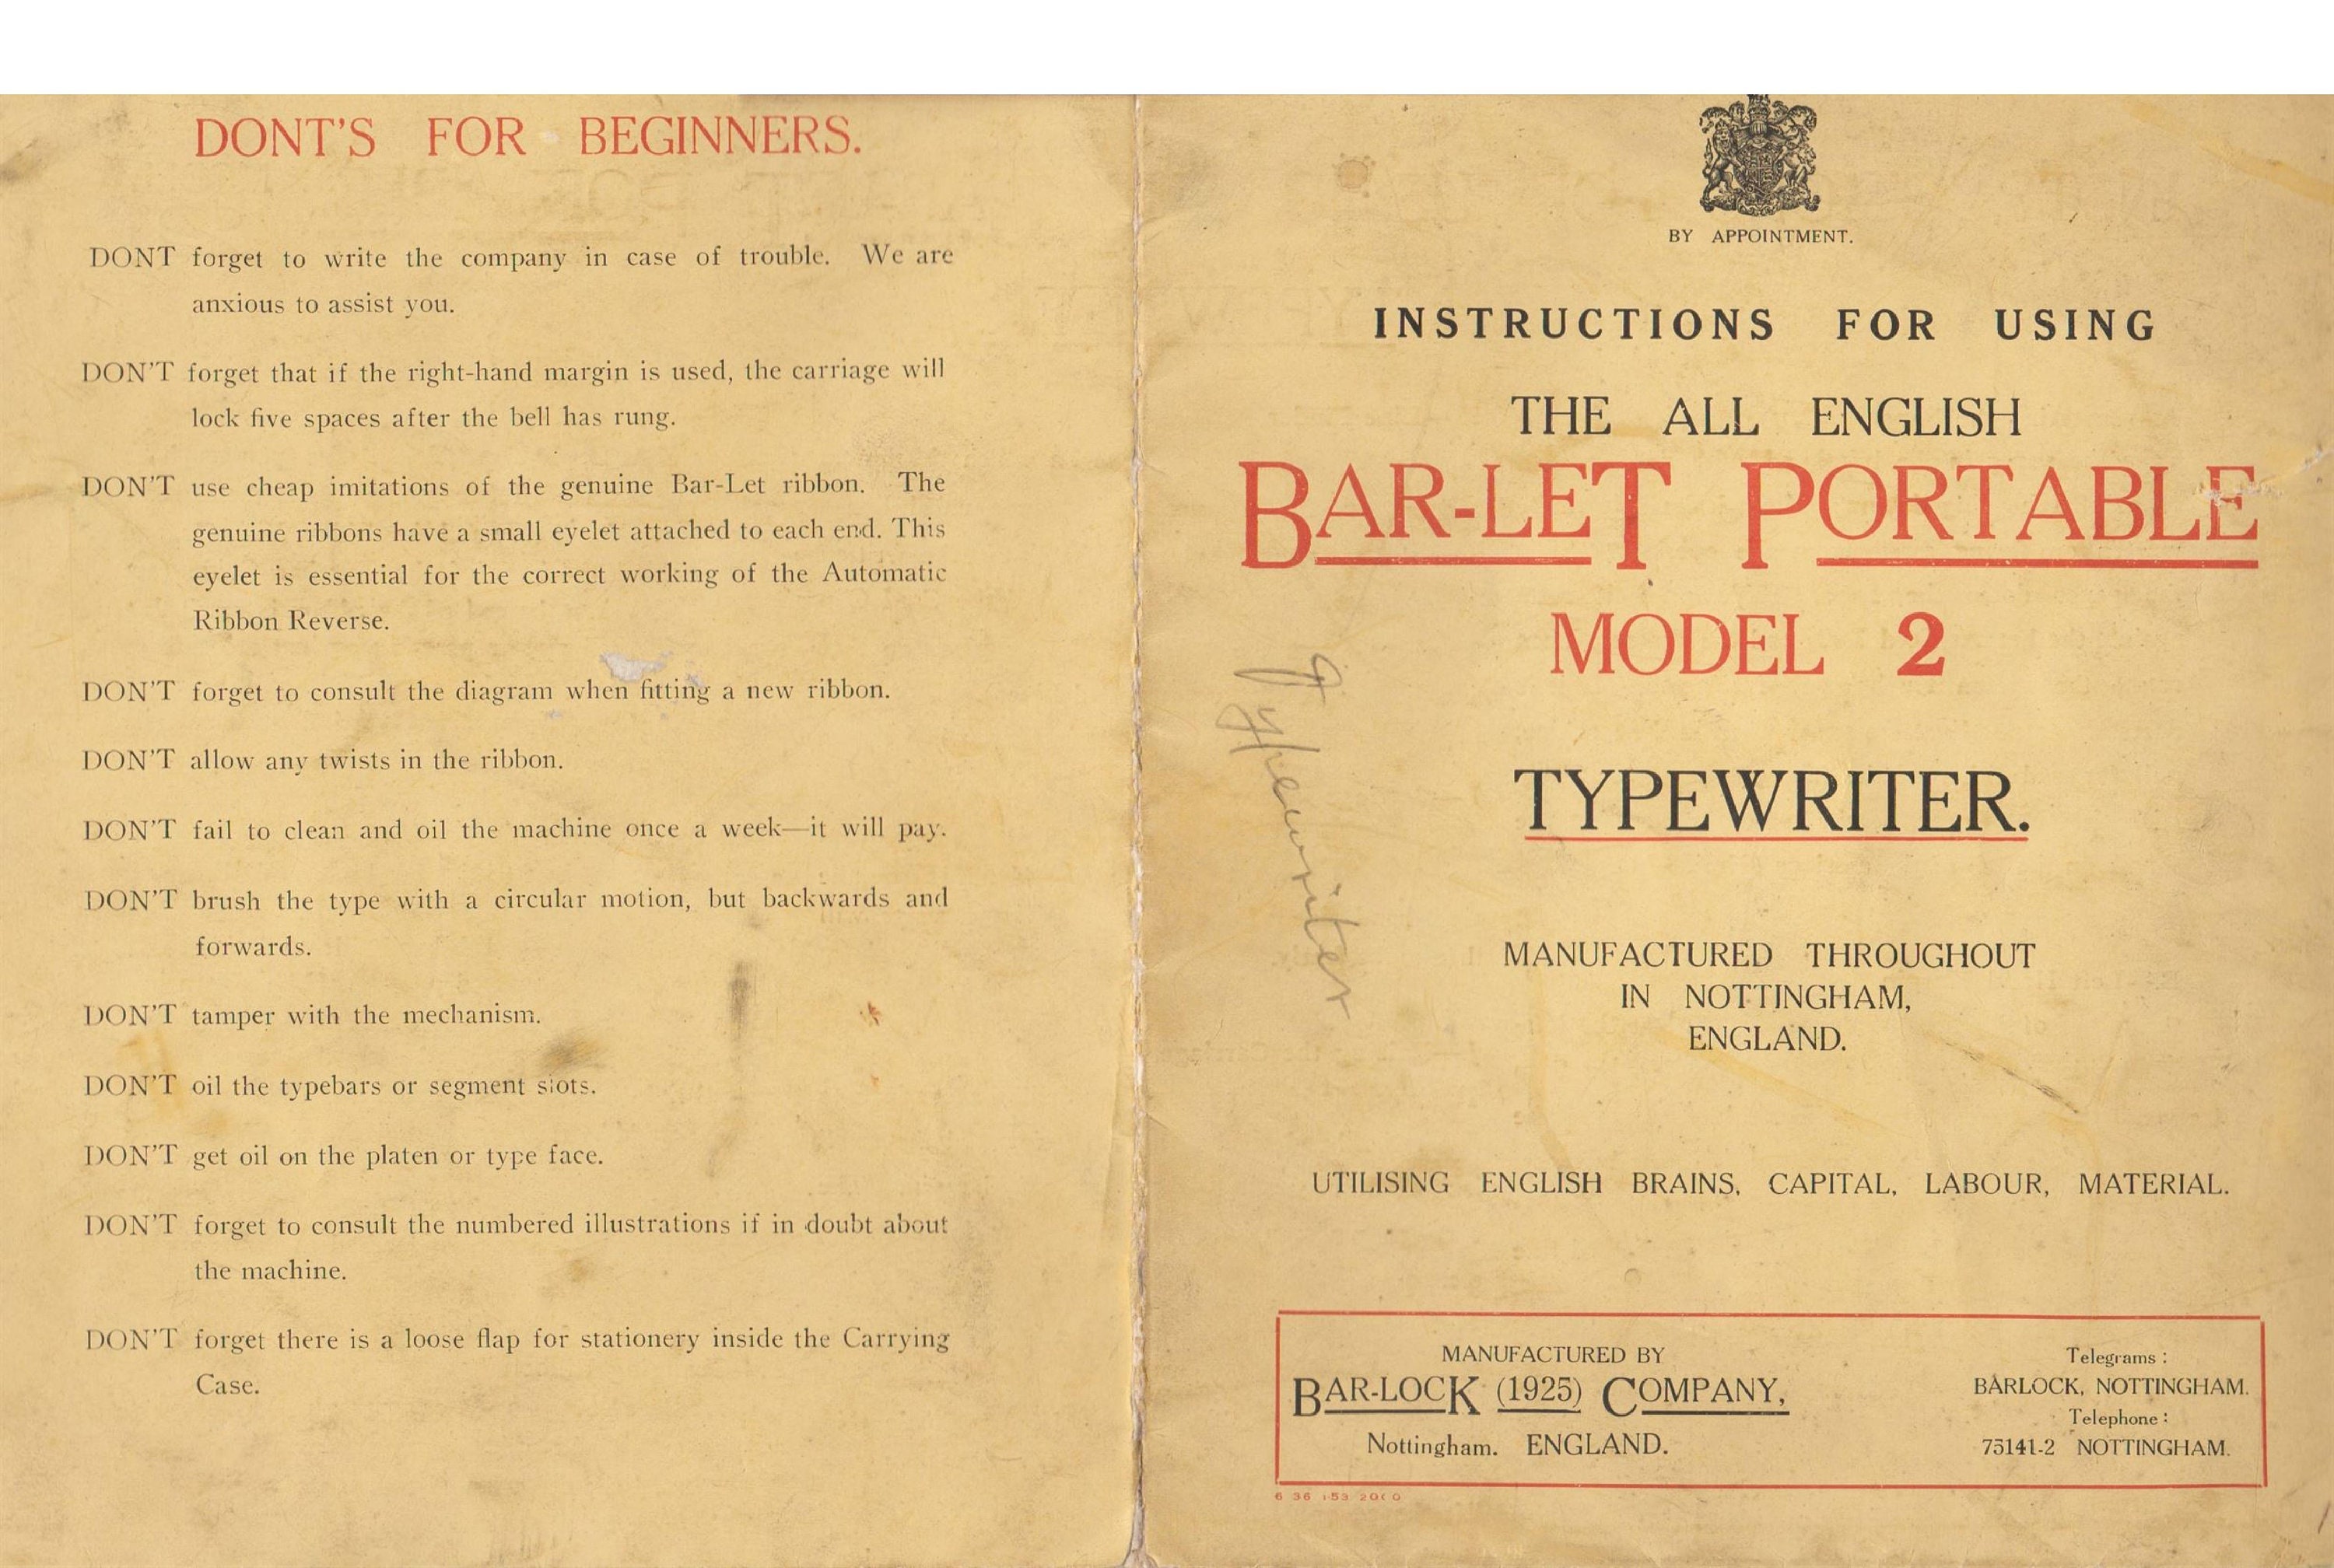 DONT'S FOR BEGINNERS.
DONT forget to write the company in case of trouble. We are
anxious to assist you.
DON'T forget that if the right-hand margin is used, the carriage will
lock five spaces after the bell has rung.
DON'T use cheap imitations of the genuine Bar-Let ribbon. The
genuine ribbons have a small eyelet attached to each end. This
eyelet is essential for the correct working of the Automatic
Ribbon Reverse.
DON'T forget to consult the diagram when fitting a new ribbon.
DON'T allow any twists in the ribbon.
DON'T fail to clean and oil the machine once a week—it will pay.
DON'T brush the type with a circular motion, but backwards and
forwards.
DON'T tamper with the mechanism.
DON'T oil the typebars or segment slots.
DON'T get oil on the platen or type face.
DON'T forget to consult the numbered illustrations if in doubt about
the machine.
DON'T forget there is a loose flap for stationery inside the Carrying
Case.
BY APPOINTMENT.
INSTRUCTIONS FOR USING
THE ALL ENGLISH
BAR-LET PORTABLE
MODEL 2
TYPEWRITER.
Typewriter
MANUFACTURED THROUGHOUT
IN NOTTINGHAM,
ENGLAND.
UTILISING ENGLISH BRAINS, CAPITAL, LABOUR, MATERIAL.
MANUFACTURED BY
BAR-LOCK (1925) COMPANY,
Nottingham. ENGLAND.
Telegrams:
BARLOCK, NOTTINGHAM.
Telephone:
75141-2 NOTTINGHAM.
6 36